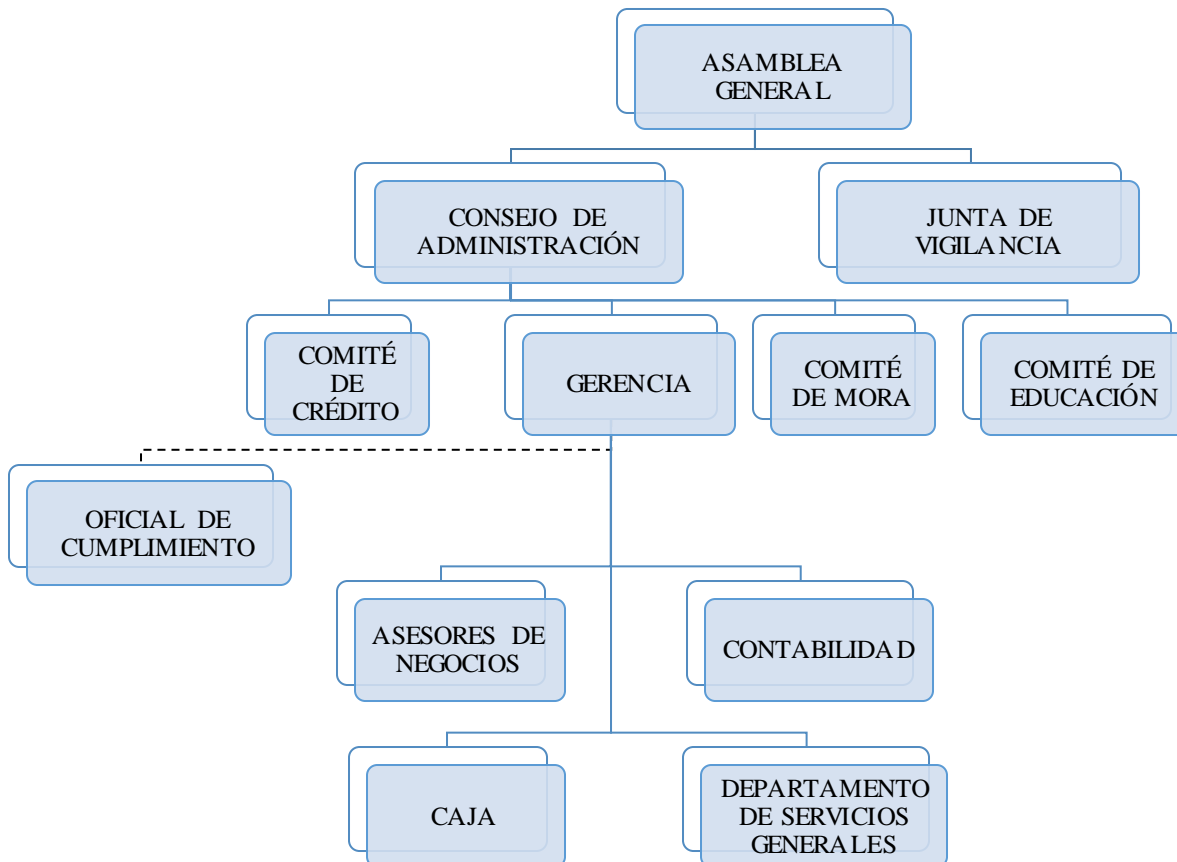 ASAMBLEA
GENERAL
CONSEJO DE
ADMINISTRACIÓN
JUNTA DE
VIGILANCIA
COMITÉ
DE
CRÉDITO
GERENCIA
COMITÉ
DE MORA
COMITÉ DE
EDUCACIÓN
OFICIAL DE
CUMPLIMIENTO
ASESORES DE
NEGOCIOS
CONTABILIDAD
CAJA
DEPARTAMENTO
DE SERVICIOS
GENERALES